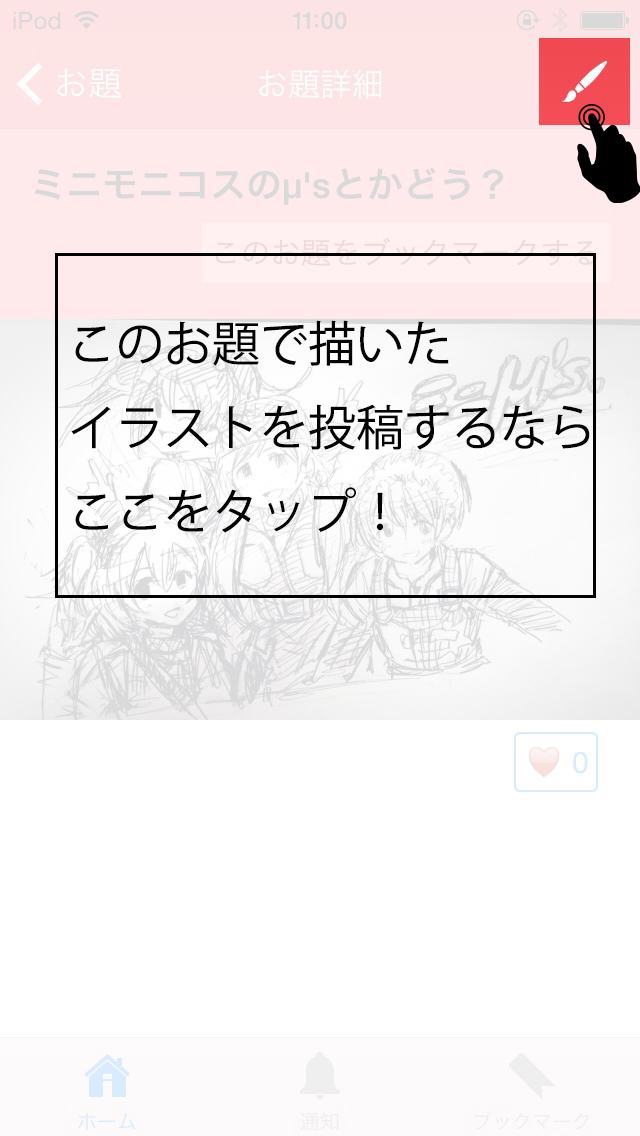 iPod 11:00
お題 お題詳細
ミニモニコスのμ'sとかどう？
このお題をブックマークする
ミニμ's.
このお題で描いた
イラストを投稿するなら
ここをタップ！
0
ホーム 通知 ブックマーク